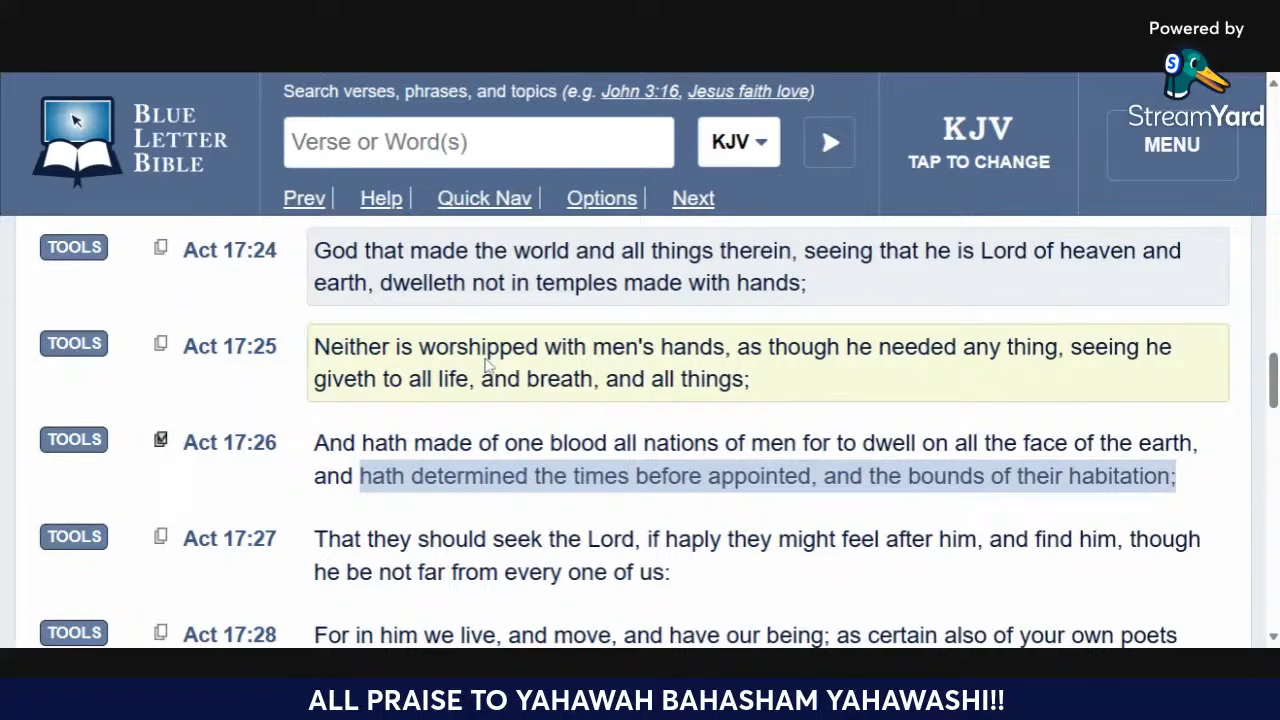 Powered by
StreamYard
BLUE
LETTER
BIBLE
Search verses, phrases, and topics (e.g. John 3:16, Jesus faith love)
Verse or Word(s)
KJV
KJV
TAP TO CHANGE
MENU
Prev Help Quick Nav Options Next
TOOLS Act 17:24 God that made the world and all things therein, seeing that he is Lord of heaven and
earth, dwelleth not in temples made with hands;
TOOLS Act 17:25 Neither is worshipped with men's hands, as though he needed any thing, seeing he
giveth to all life, and breath, and all things;
TOOLS Act 17:26 And hath made of one blood all nations of men for to dwell on all the face of the earth,
and hath determined the times before appointed, and the bounds of their habitation;
TOOLS Act 17:27 That they should seek the Lord, if haply they might feel after him, and find him, though
he be not far from every one of us:
TOOLS Act 17:28 For in him we live, and move, and have our being; as certain also of your own poets
ALL PRAISE TO YAHAWAH BAHASHAM YAHAWASHI!!